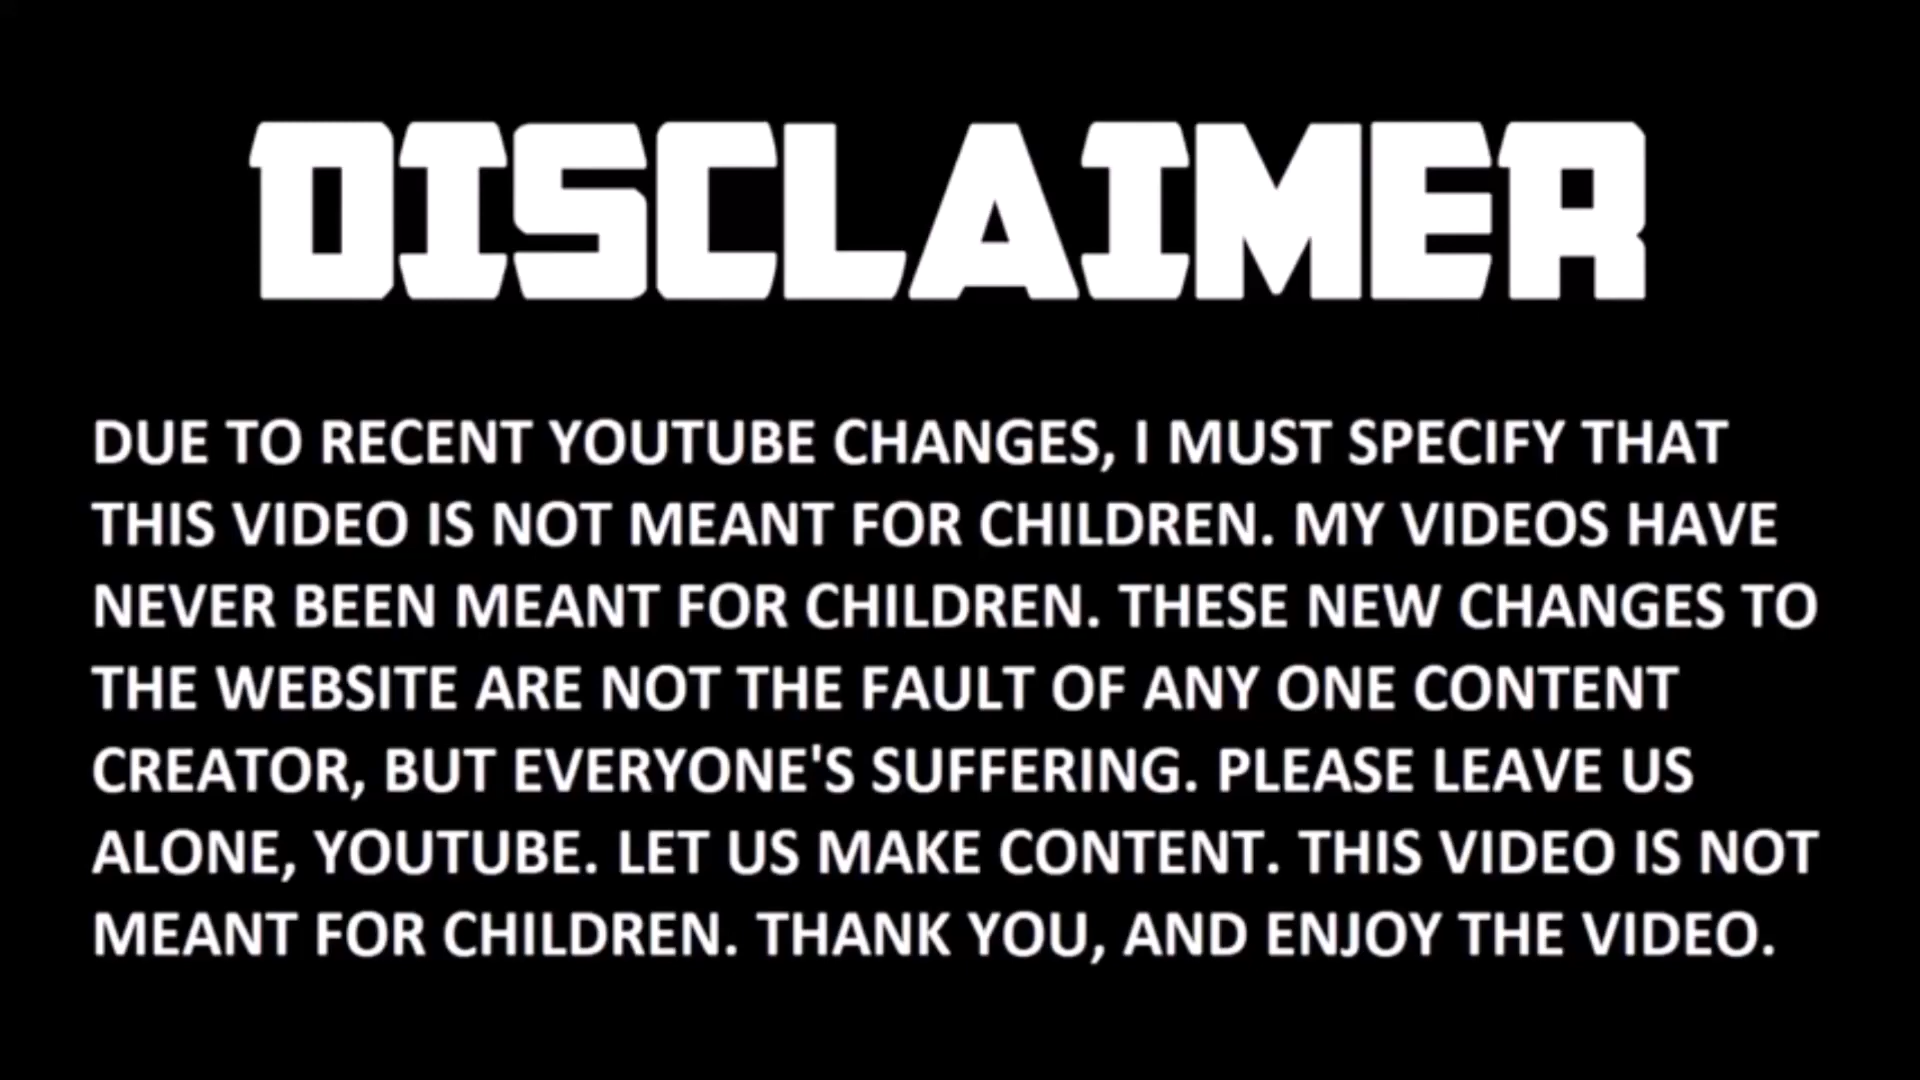 DISCLAIMER
DUE TO RECENT YOUTUBE CHANGES, I MUST SPECIFY THAT
THIS VIDEO IS NOT MEANT FOR CHILDREN. MY VIDEOS HAVE
NEVER BEEN MEANT FOR CHILDREN. THESE NEW CHANGES TO
THE WEBSITE ARE NOT THE FAULT OF ANY ONE CONTENT
CREATOR, BUT EVERYONE'S SUFFERING. PLEASE LEAVE US
ALONE, YOUTUBE. LET US MAKE CONTENT. THIS VIDEO IS NOT
MEANT FOR CHILDREN. THANK YOU, AND ENJOY THE VIDEO.